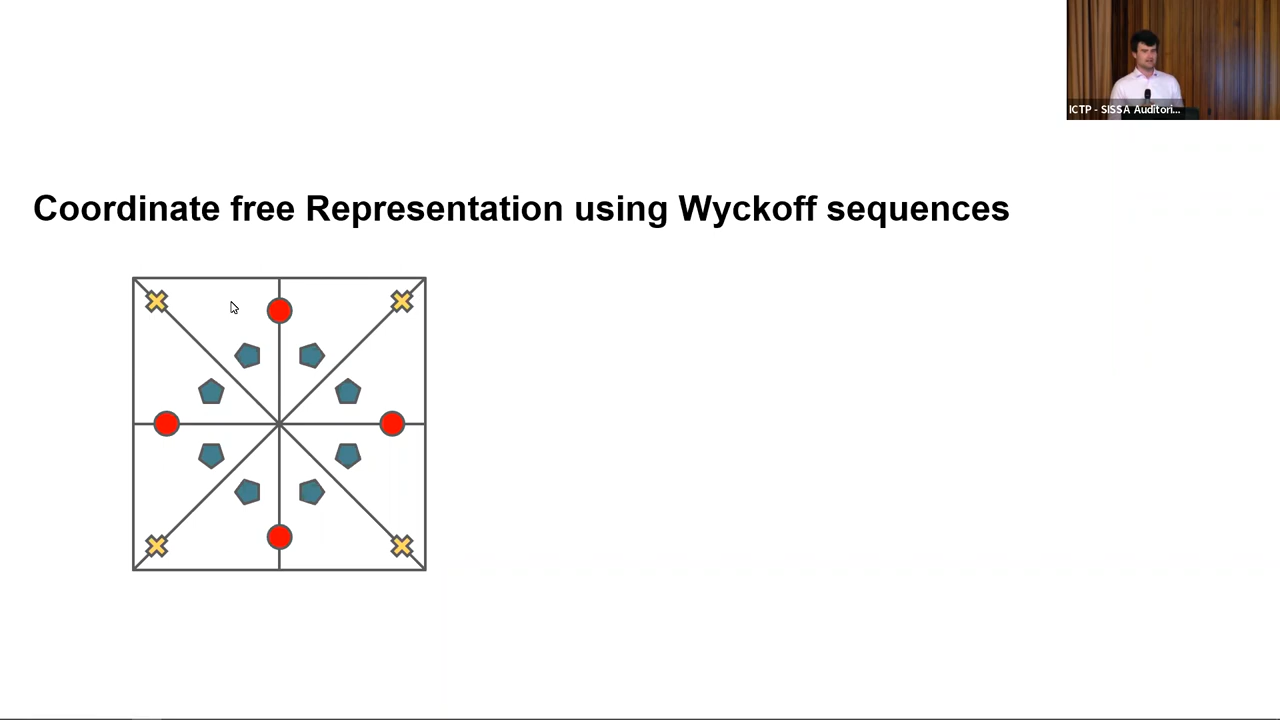 Coordinate free Representation using Wyckoff sequences
ICTP - SISSA Auditori...